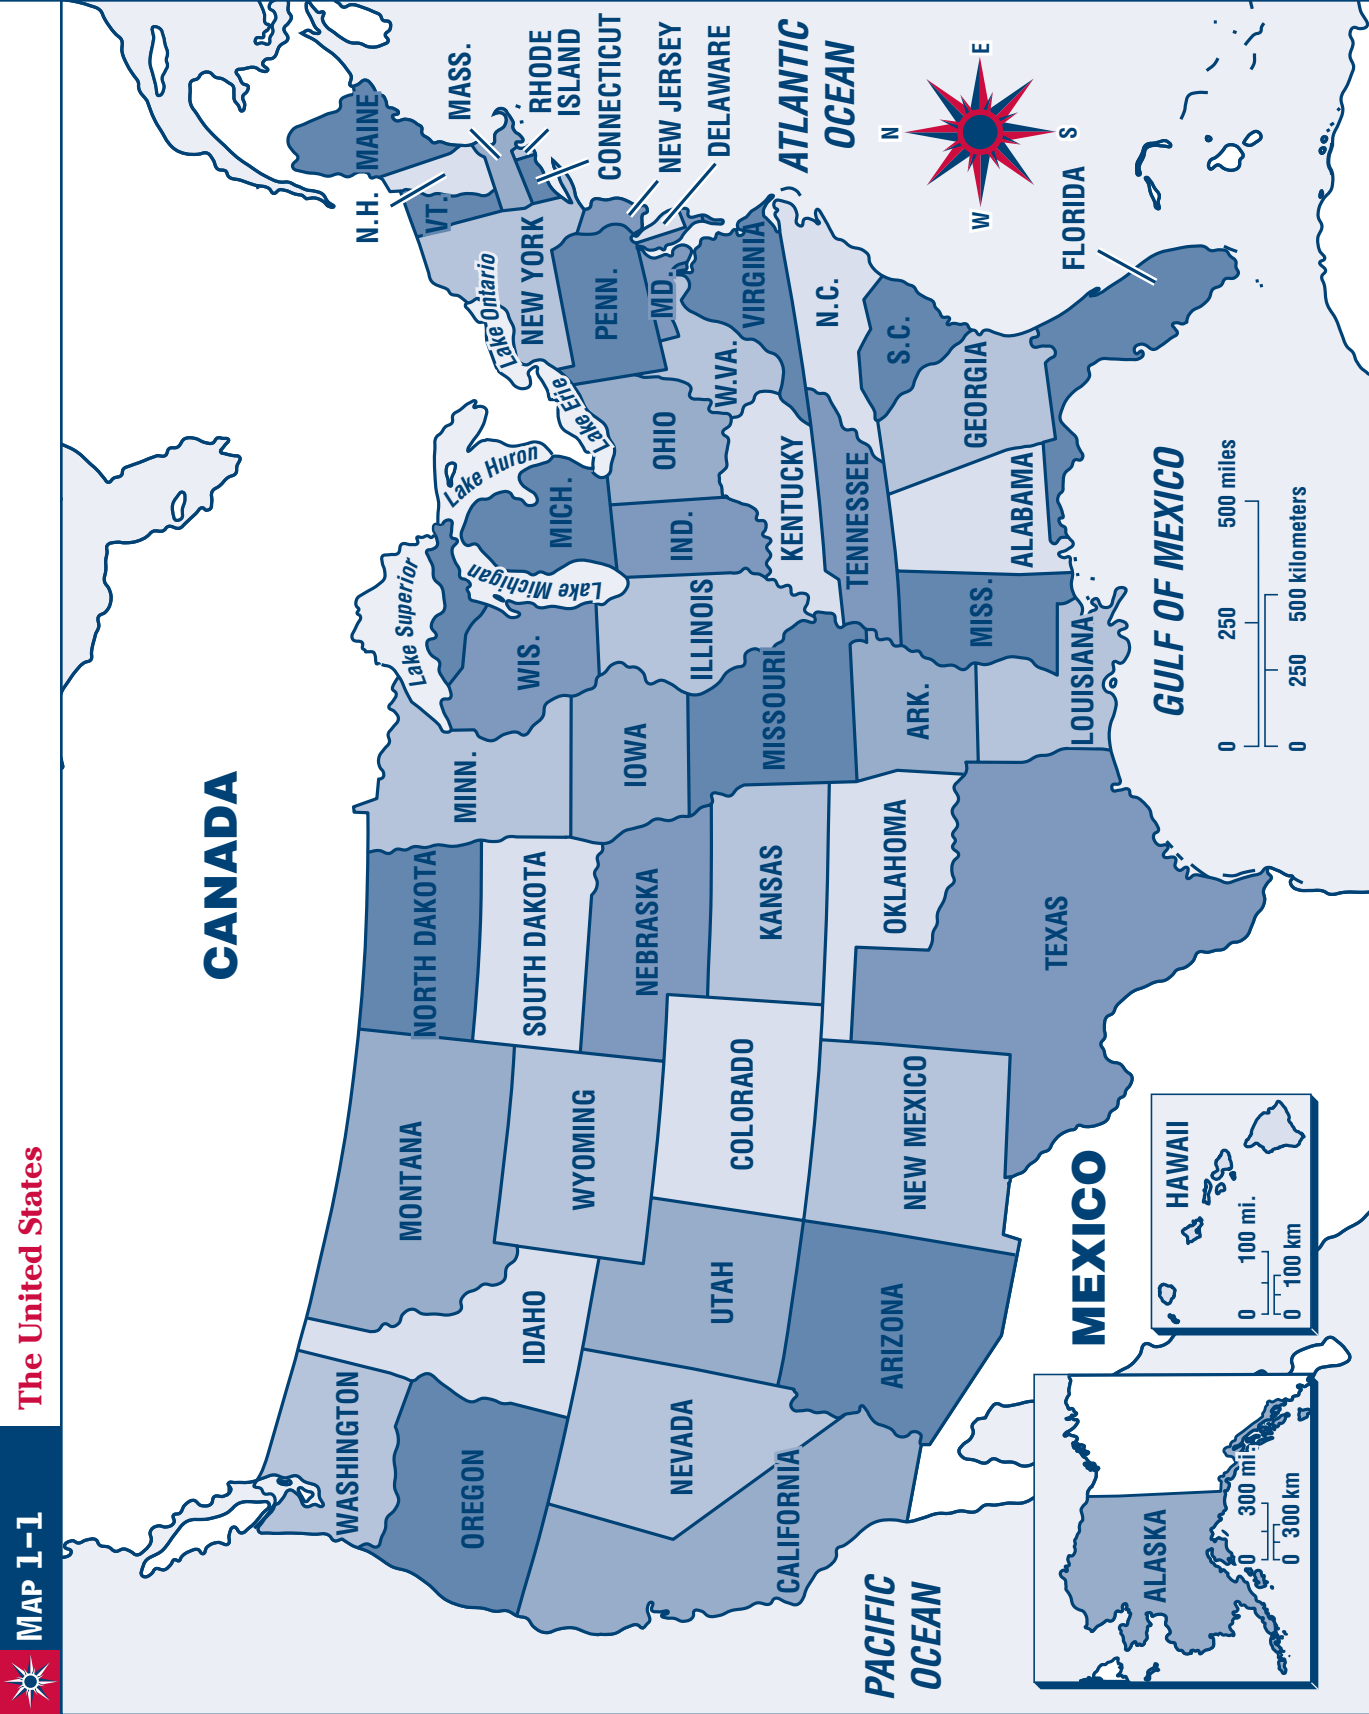 MAP 1–1
The United States
CANADA
WASHINGTON
OREGON
CALIFORNIA
NEVADA
IDAHO
MONTANA
WYOMING
UTAH
ARIZONA
COLORADO
NEW MEXICO
NORTH DAKOTA
SOUTH DAKOTA
NEBRASKA
KANSAS
OKLAHOMA
TEXAS
MINN.
IOWA
MISSOURI
ARK.
LOUISIANA
WIS.
ILLINOIS
MICH.
IND.
OHIO
KENTUCKY
TENNESSEE
MISS.
ALABAMA
GEORGIA
FLORIDA
S.C.
N.C.
VIRGINIA
W.VA.
MD.
PENN.
NEW YORK
VT.
N.H.
MAINE
MASS.
RHODE
ISLAND
CONNECTICUT
NEW JERSEY
DELAWARE
Lake Superior
Lake Michigan
Lake Huron
Lake Erie
Lake Ontario
ATLANTIC
OCEAN
N
E
S
W
PACIFIC
OCEAN
MEXICO
GULF OF MEXICO
0 250 500 miles
0 250 500 kilometers
ALASKA
0 300 mi.
0 300 km
HAWAII
0 100 mi.
0 100 km